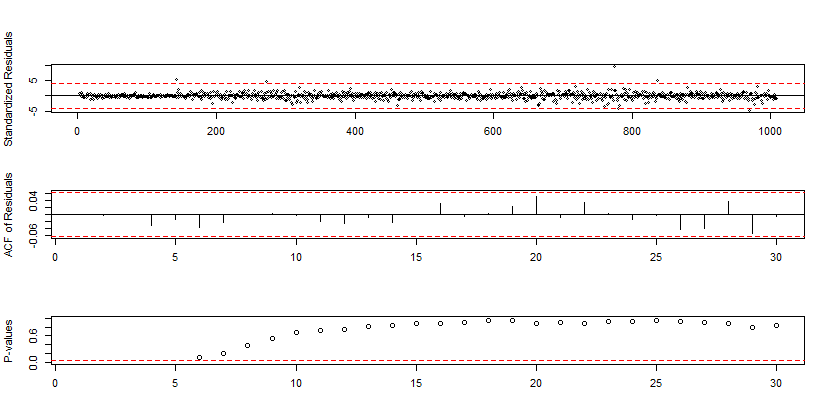 Standardized Residuals
5
-5
0 200 400 600 800 1000
ACF of Residuals
0.04
-0.06
0 5 10 15 20 25 30
P-values
0.6
0.0
0 5 10 15 20 25 30